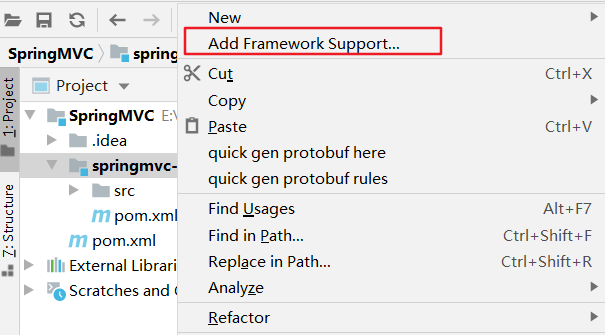 New
Add Framework Support...
SpringMVC
spring
Cut Ctrl+X
Project
Copy
1: Project
SpringMVC E:\
Paste Ctrl+V
.idea
quick gen protobuf here
springmvc-
quick gen protobuf rules
src
7: Structure
Find Usages Alt+F7
pom.xml
Find in Path... Ctrl+Shift+F
pom.xml
Replace in Path... Ctrl+Shift+R
External Librari
Analyze
Scratches and C
Refactor